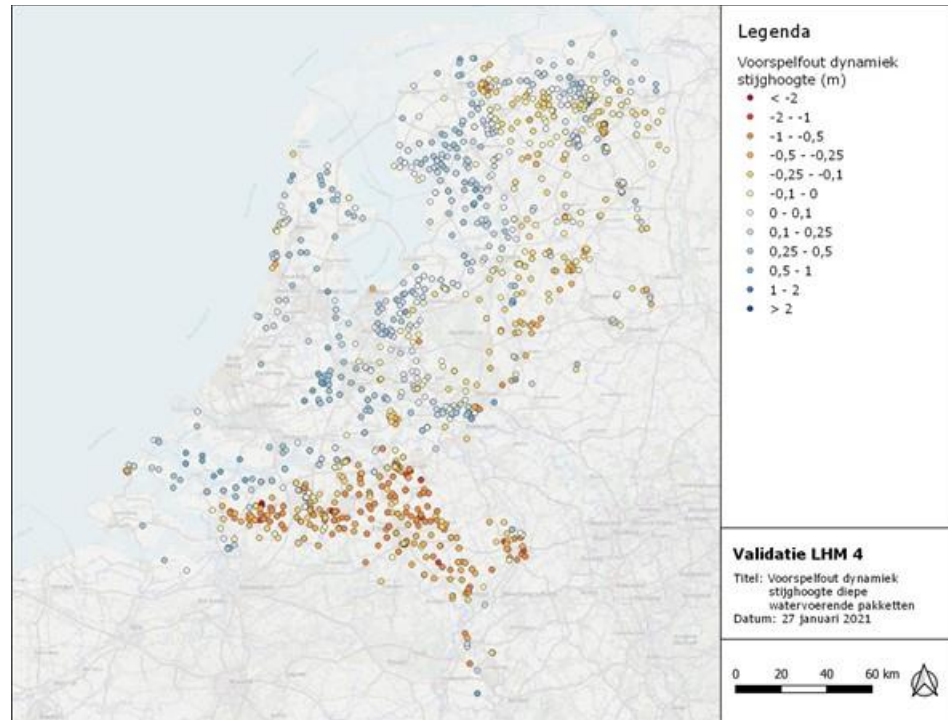 Legenda
Voorspelfout dynamiek
stijghoogte (m)
< -2
-2 - -1
-1 - -0,5
-0,5 - -0,25
-0,25 - -0,1
-0,1 - 0
0 - 0,1
0,1 - 0,25
0,25 - 0,5
0,5 - 1
1 - 2
> 2
Validatie LHM 4
Titel: Voorspelfout dynamiek
stijghoogte diepe
watervoerende pakketten
Datum: 27 januari 2021
0 20 40 60 km